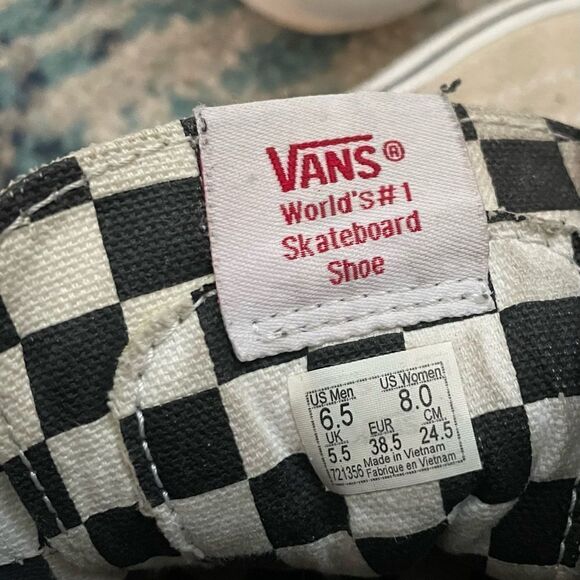 VANS®
World's #1
Skateboard
Shoe
US Men US Women
6.5 8.0
UK EUR CM
5.5 38.5 24.5
721356 Made in Vietnam
Fabrique en Vietnam